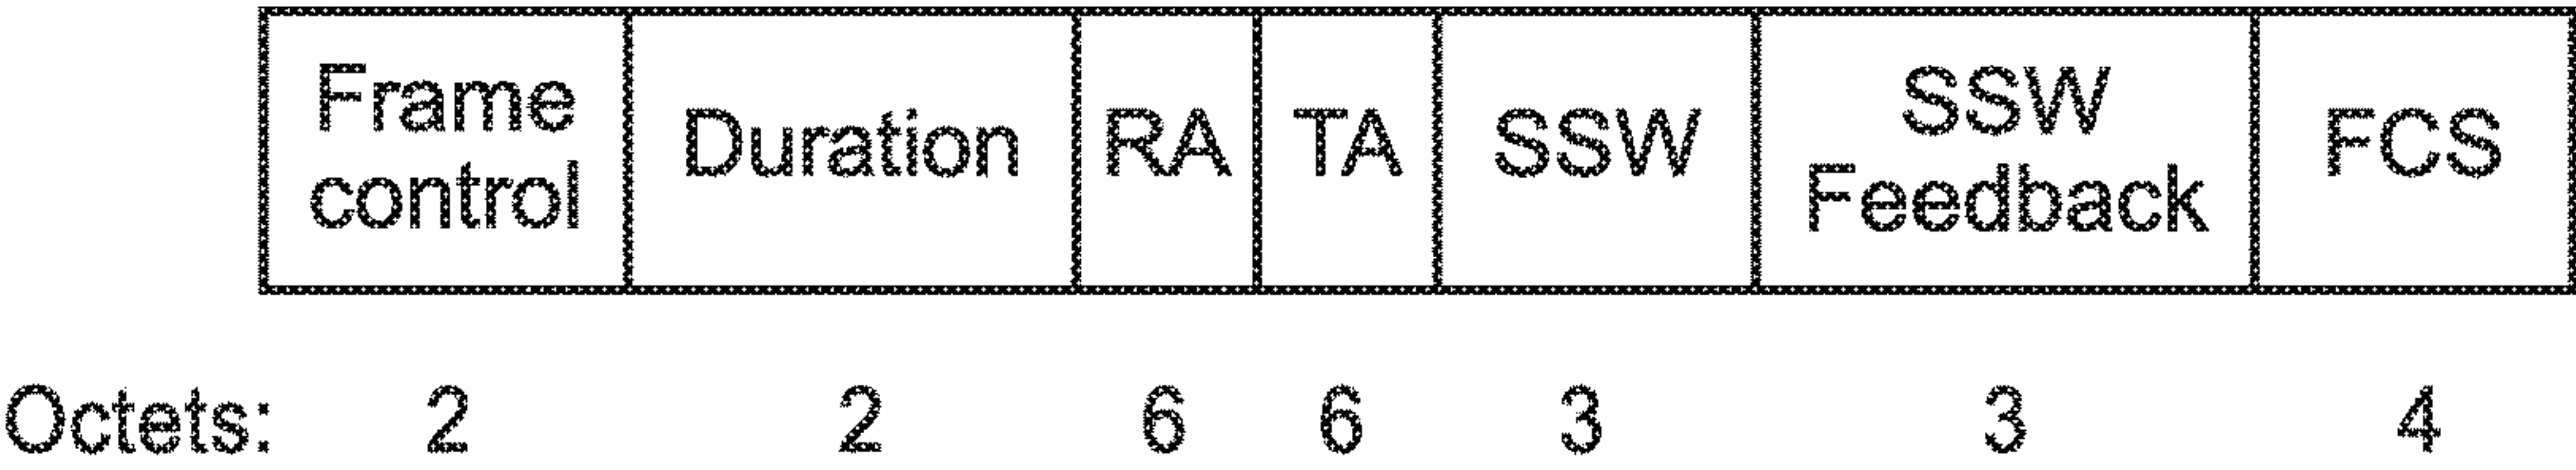 Frame control Duration RA TA SSW SSW Feedback FCS
Octets: 2 2 6 6 3 3 4